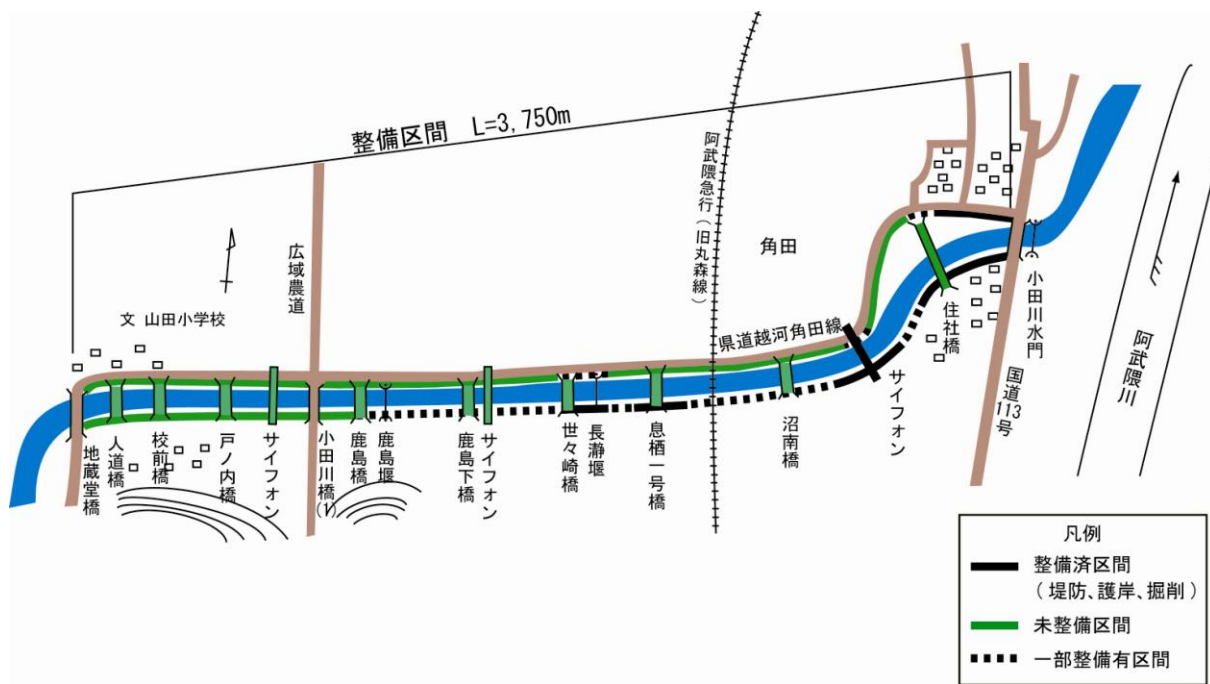 整備区間 L=3,750m
阿武隈急行(旧丸森線)
角田
広域農道
文 山田小学校
県道越河角田線
地蔵堂橋
人道橋
校前橋
戸ノ内橋
サイフォン
小田川橋(1)
鹿島橋
鹿島堰
鹿島下橋
サイフォン
世々崎橋
長瀞堰
息栖一号橋
沼南橋
サイフォン
住社橋
小田川水門
国道113号
阿武隈川
凡例
整備済区間
(堤防、護岸、掘削)
未整備区間
一部整備有区間